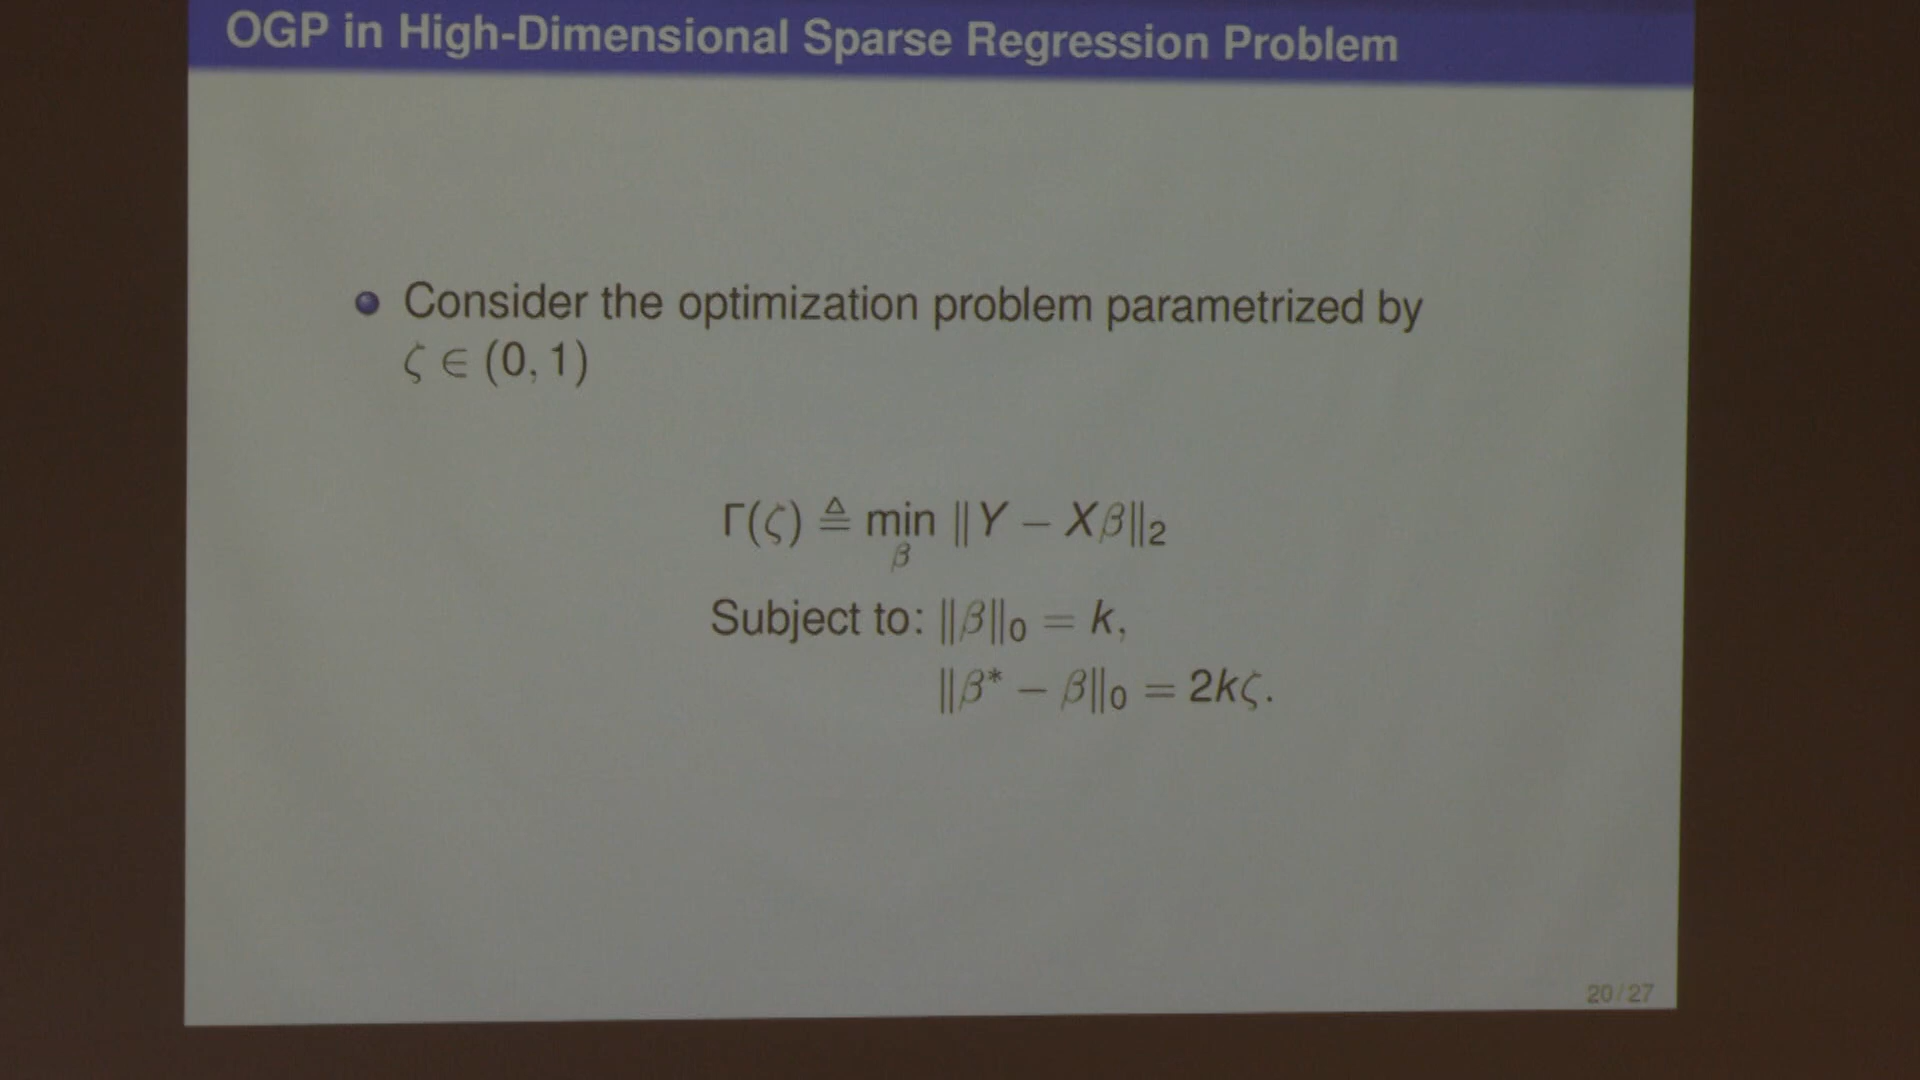 OGP in High-Dimensional Sparse Regression Problem
Consider the optimization problem parametrized by
ζ ∈ (0, 1)
Γ(ζ) ≜ min ‖Y − Xβ‖₂
β
Subject to: ‖β‖₀ = k,
‖β* − β‖₀ = 2kζ.
20/27